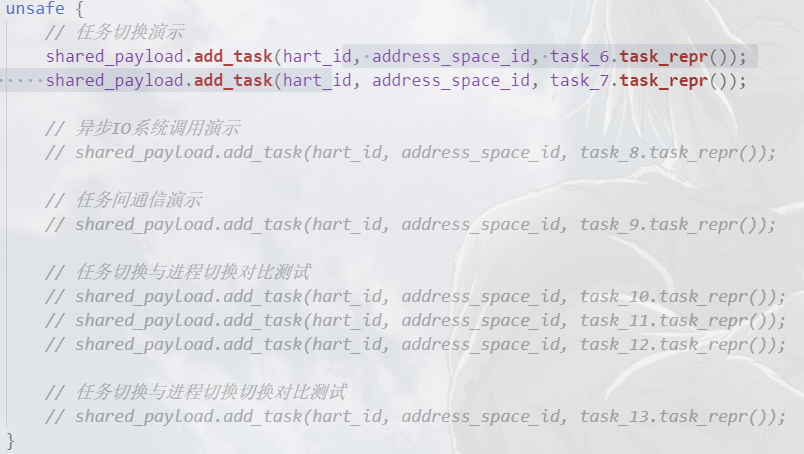 unsafe {
// 任务切换演示
shared_payload.add_task(hart_id, address_space_id, task_6.task_repr());
shared_payload.add_task(hart_id, address_space_id, task_7.task_repr());
// 异步IO系统调用演示
// shared_payload.add_task(hart_id, address_space_id, task_8.task_repr());
// 任务间通信演示
// shared_payload.add_task(hart_id, address_space_id, task_9.task_repr());
// 任务切换与进程切换对比测试
// shared_payload.add_task(hart_id, address_space_id, task_10.task_repr());
// shared_payload.add_task(hart_id, address_space_id, task_11.task_repr());
// shared_payload.add_task(hart_id, address_space_id, task_12.task_repr());
// 任务切换与进程切换切换对比测试
// shared_payload.add_task(hart_id, address_space_id, task_13.task_repr());
}